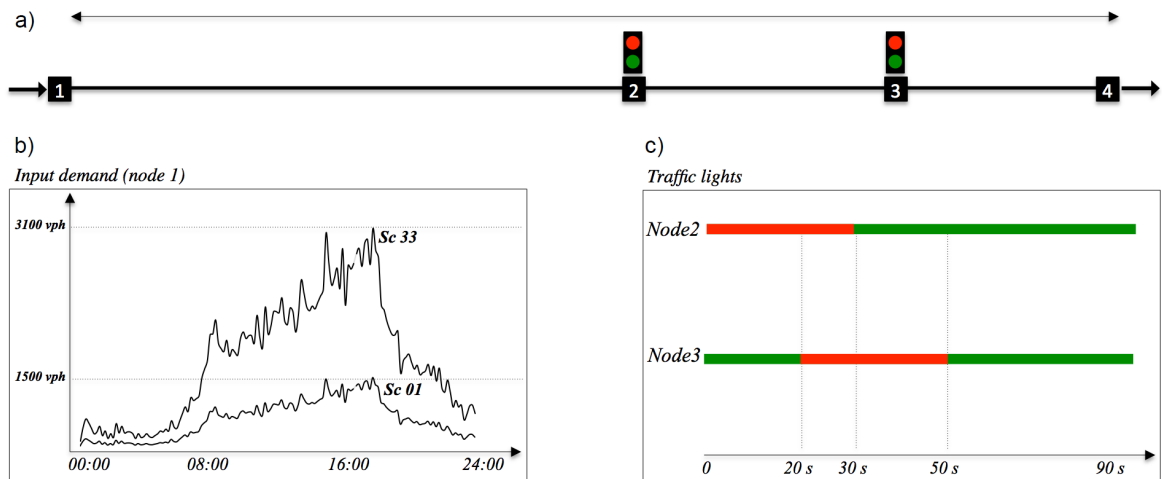 a)
1 2 3 4
b)
Input demand (node 1)
3100 vph
Sc 33
1500 vph
Sc 01
00:00 08:00 16:00 24:00
c)
Traffic lights
Node2
Node3
0 20 s 30 s 50 s 90 s